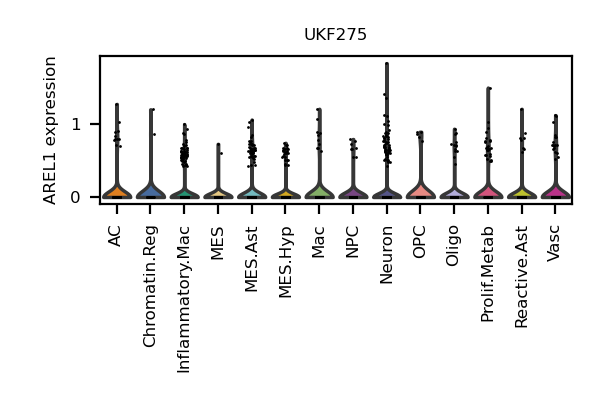 UKF275
AREL1 expression
1
0
AC
Chromatin.Reg
Inflammatory.Mac
MES
MES.Ast
MES.Hyp
Mac
NPC
Neuron
OPC
Oligo
Prolif.Metab
Reactive.Ast
Vasc